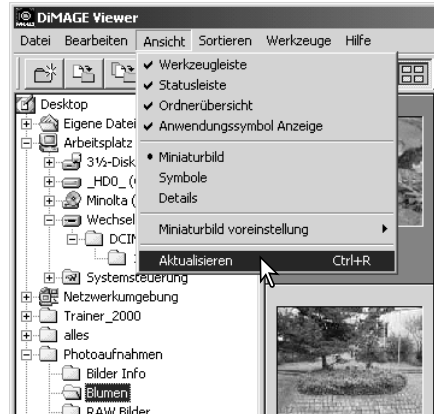 DiMAGE Viewer
Datei Bearbeiten Ansicht Sortieren Werkzeuge Hilfe
Werkzeugleiste
Statusleiste
Ordnerübersicht
Anwendungssymbol Anzeige
Miniaturbild
Symbole
Details
Miniaturbild voreinstellung
Aktualisieren Ctrl+R
Desktop
Eigene Datei
Arbeitsplatz
3½-Disk
_HD0_ (
Minolta (
Wechsel
DCIM
Systemsteuerung
Netzwerkumgebung
Trainer_2000
alles
Photoaufnahmen
Bilder Info
Blumen
RAW Bilder